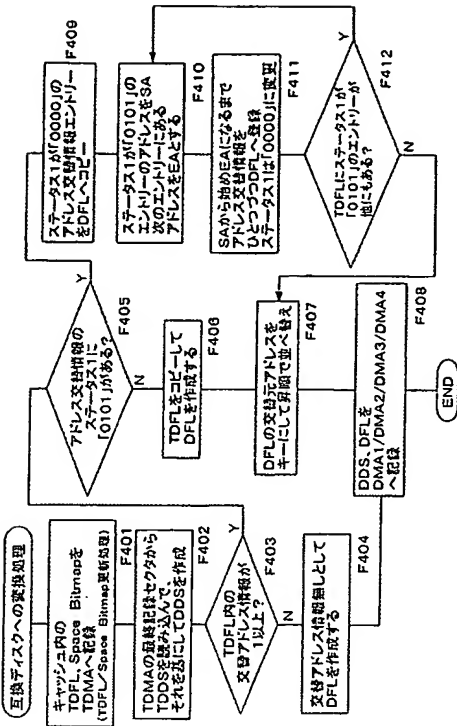 互換ディスクへの変換処理
キャッシュ内の
TDFL、Space Bitmapを
TDMAへ記録
(TDFL/Space Bitmap更新処理)
F401
TDMAの最終記録セクタから
TDDSを読み込んで、
それを基にしてDDSを作成
F402
TDFL内の
交替アドレス情報が
1以上?
F403
Y
N
交替アドレス情報無しとして
DFLを作成する
F404
アドレス交替情報の
ステータス1に
「0101」がある?
F405
Y
N
TDFLをコピーして
DFLを作成する
F406
DFLの交替元アドレスを
キーにして昇順で並べ替え
F407
DDS、DFLを
DMA1/DMA2/DMA3/DMA4
へ記録
F408
END
ステータス1が「0000」の
アドレス交替情報エントリー
をDFLへコピー
F409
ステータス1が「0101」の
エントリーのアドレスをSA
次のエントリーにある
アドレスをEAとする
F410
SAから始めEAになるまで
アドレス交替情報を
ひとつづつDFLへ登録
ステータス1は「0000」に変更
F411
TDFLにステータス1が
「0101」のエントリーが
他にもある?
F412
Y
N